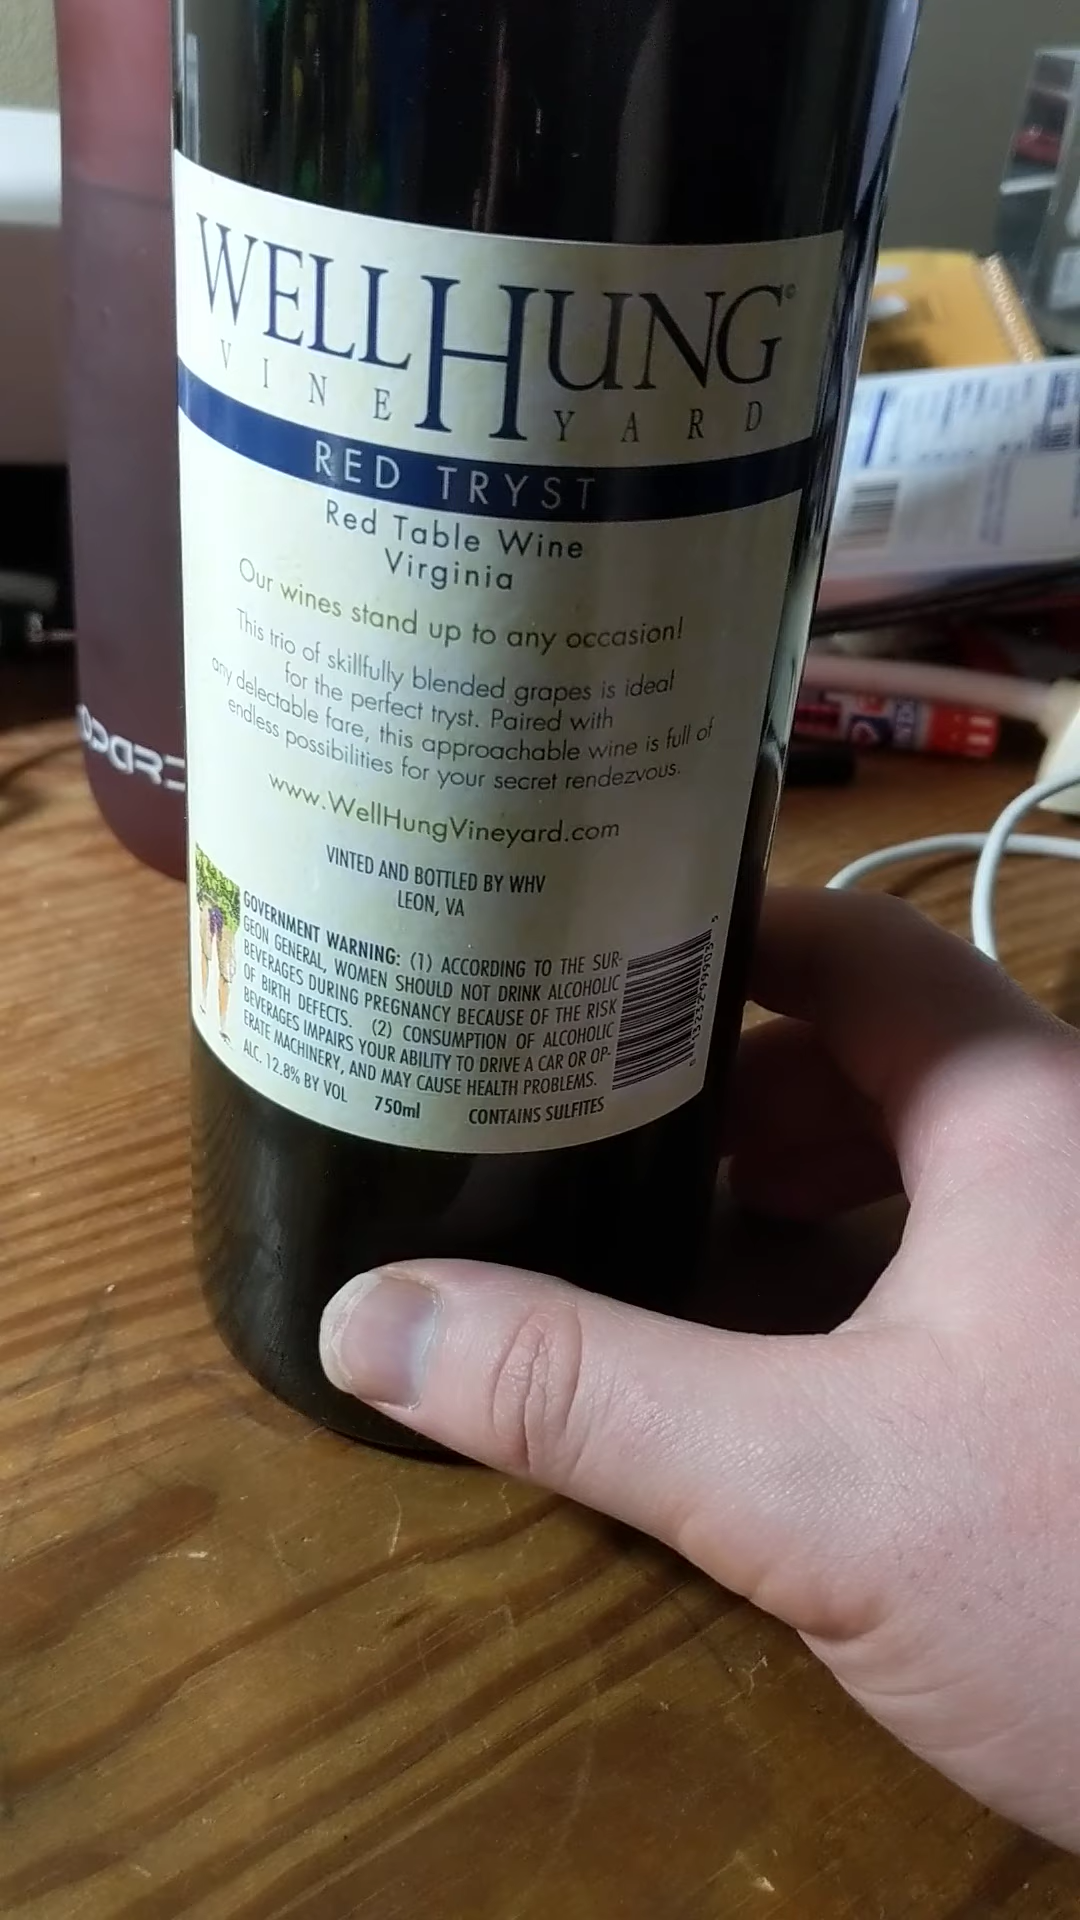 WELL HUNG©
VINEYARD
RED TRYST
Red Table Wine
Virginia
Our wines stand up to any occasion!
This trio of skillfully blended grapes is ideal
for the perfect tryst. Paired with
any delectable fare, this approachable wine is full of
endless possibilities for your secret rendezvous.
www.WellHungVineyard.com
VINTED AND BOTTLED BY WHV
LEON, VA
GOVERNMENT WARNING: (1) ACCORDING TO THE SUR-
GEON GENERAL, WOMEN SHOULD NOT DRINK ALCOHOLIC
BEVERAGES DURING PREGNANCY BECAUSE OF THE RISK
OF BIRTH DEFECTS. (2) CONSUMPTION OF ALCOHOLIC
BEVERAGES IMPAIRS YOUR ABILITY TO DRIVE A CAR OR OP-
ERATE MACHINERY, AND MAY CAUSE HEALTH PROBLEMS.
ALC. 12.8% BY VOL 750ml CONTAINS SULFITES